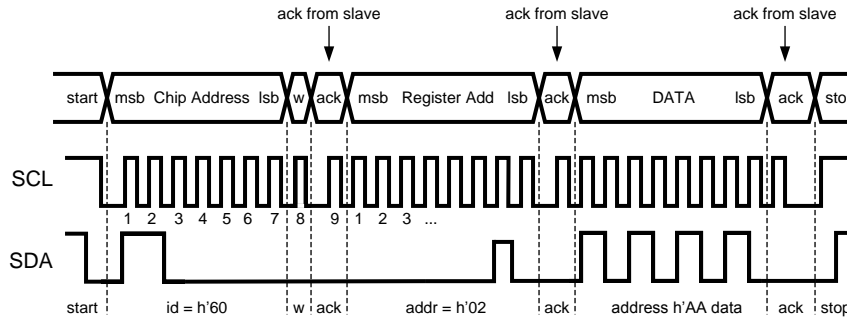 ack from slave ack from slave ack from slave
start msb Chip Address lsb w ack msb Register Add lsb ack msb DATA lsb ack stop
SCL
1 2 3 4 5 6 7 8 9 1 2 3 ...
SDA
start id = h'60 w ack addr = h'02 ack address h'AA data ack stop